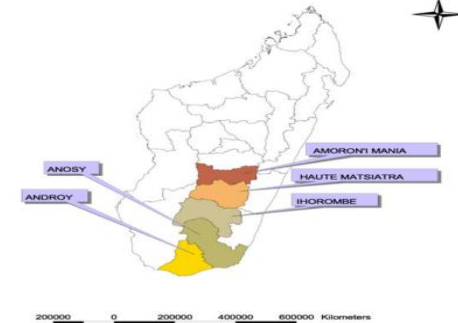 AMORON'I MANIA
ANOSY
HAUTE MATSIATRA
ANDROY
IHOROMBE
200000 0 200000 400000 600000 Kilometers